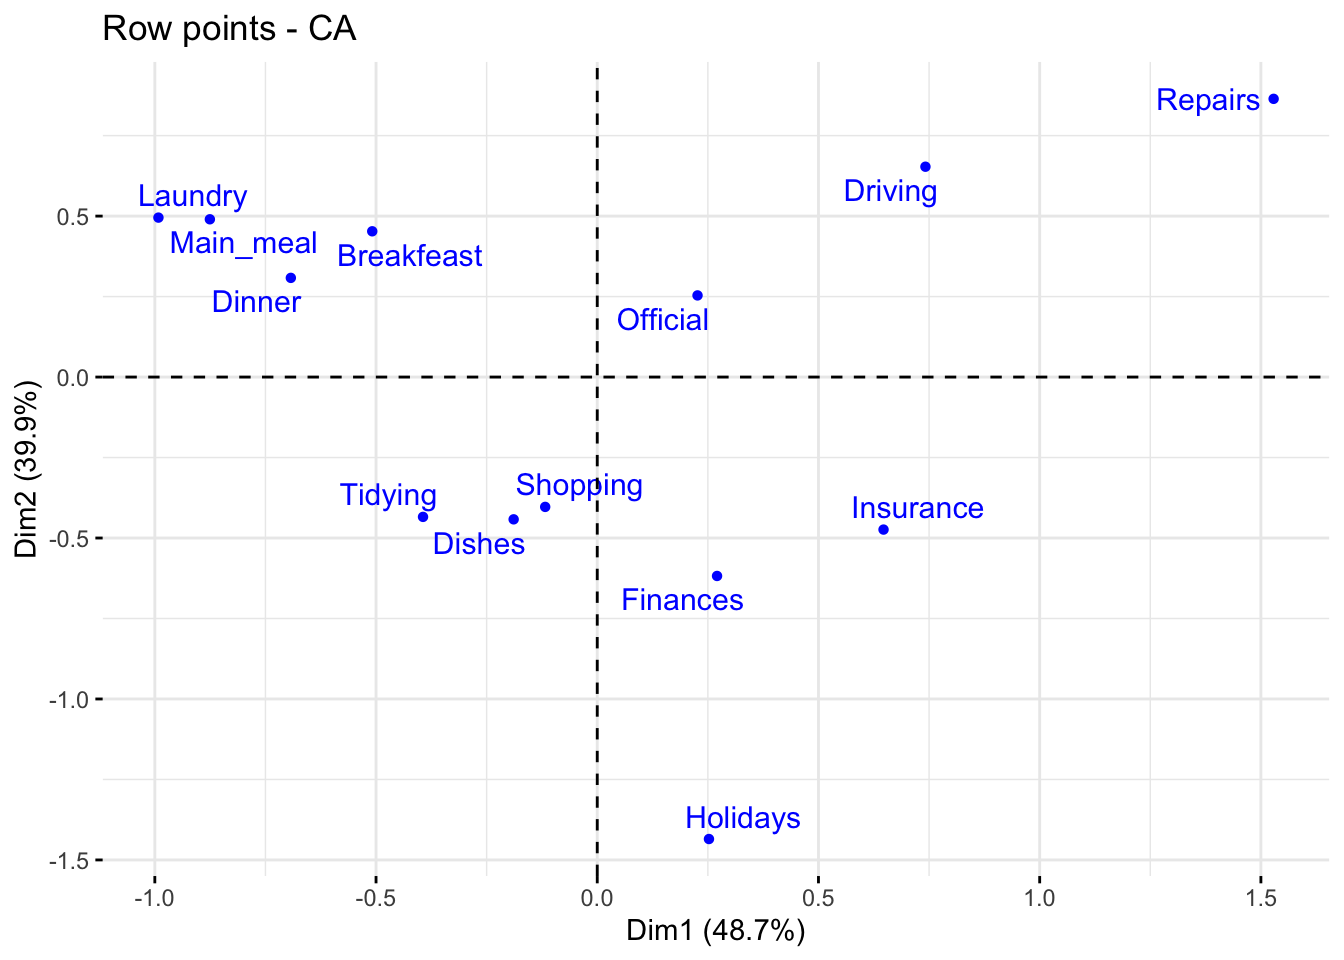 Row points - CA
Repairs
Driving
Laundry
Main_meal
Breakfeast
Dinner
Official
Shopping
Tidying
Dishes
Insurance
Finances
Holidays
0.5
0.0
-0.5
-1.0
-1.5
Dim2 (39.9%)
-1.0
-0.5
0.0
0.5
1.0
1.5
Dim1 (48.7%)